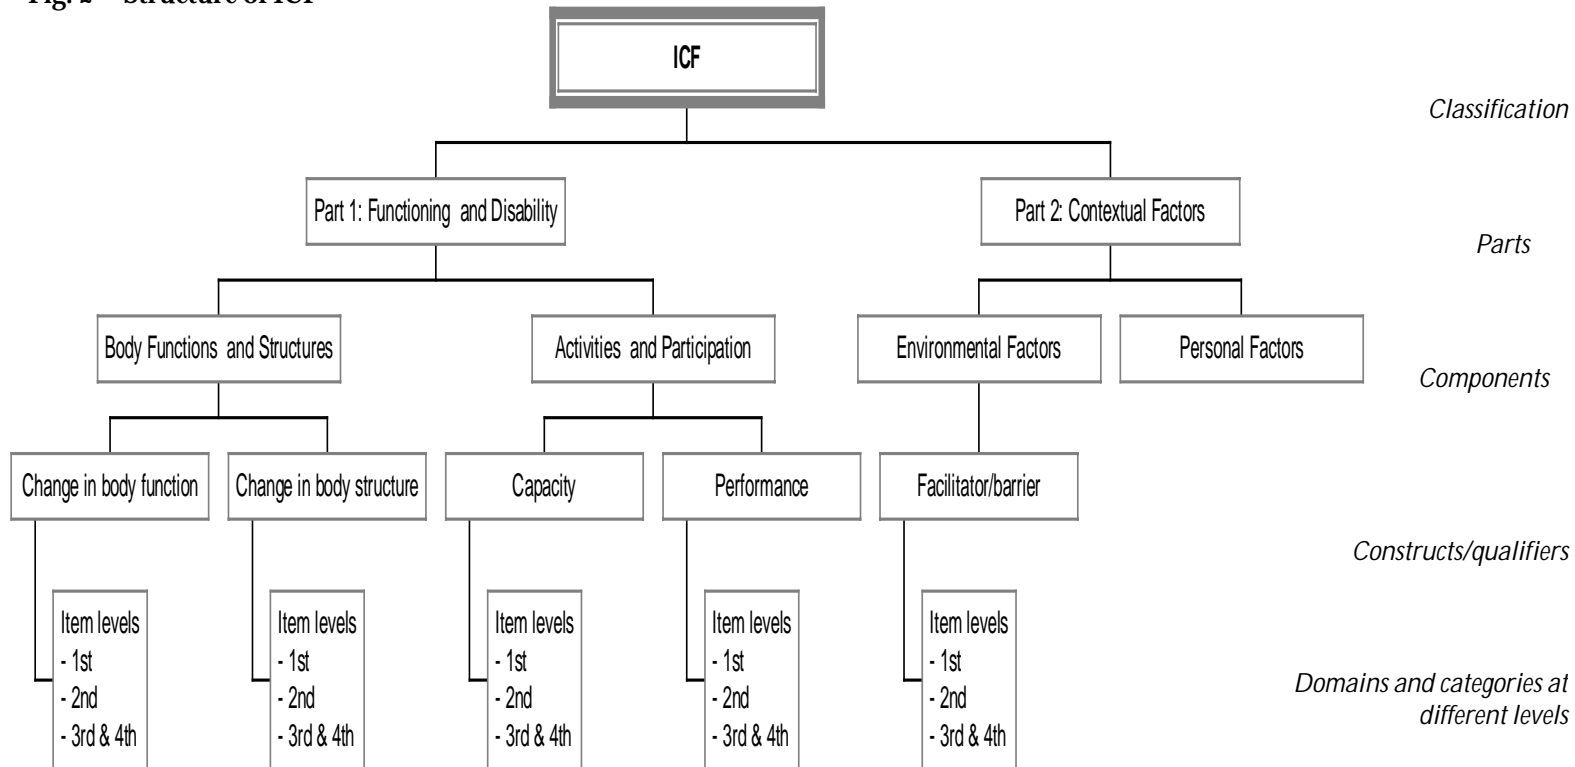 Fig. 2 Structure of ICF
ICF
Classification
Part 1: Functioning and Disability
Part 2: Contextual Factors
Parts
Body Functions and Structures
Activities and Participation
Environmental Factors
Personal Factors
Components
Change in body function
Change in body structure
Capacity
Performance
Facilitator/barrier
Constructs/qualifiers
Item levels
- 1st
- 2nd
- 3rd & 4th
Item levels
- 1st
- 2nd
- 3rd & 4th
Item levels
- 1st
- 2nd
- 3rd & 4th
Item levels
- 1st
- 2nd
- 3rd & 4th
Item levels
- 1st
- 2nd
- 3rd & 4th
Domains and categories at
different levels